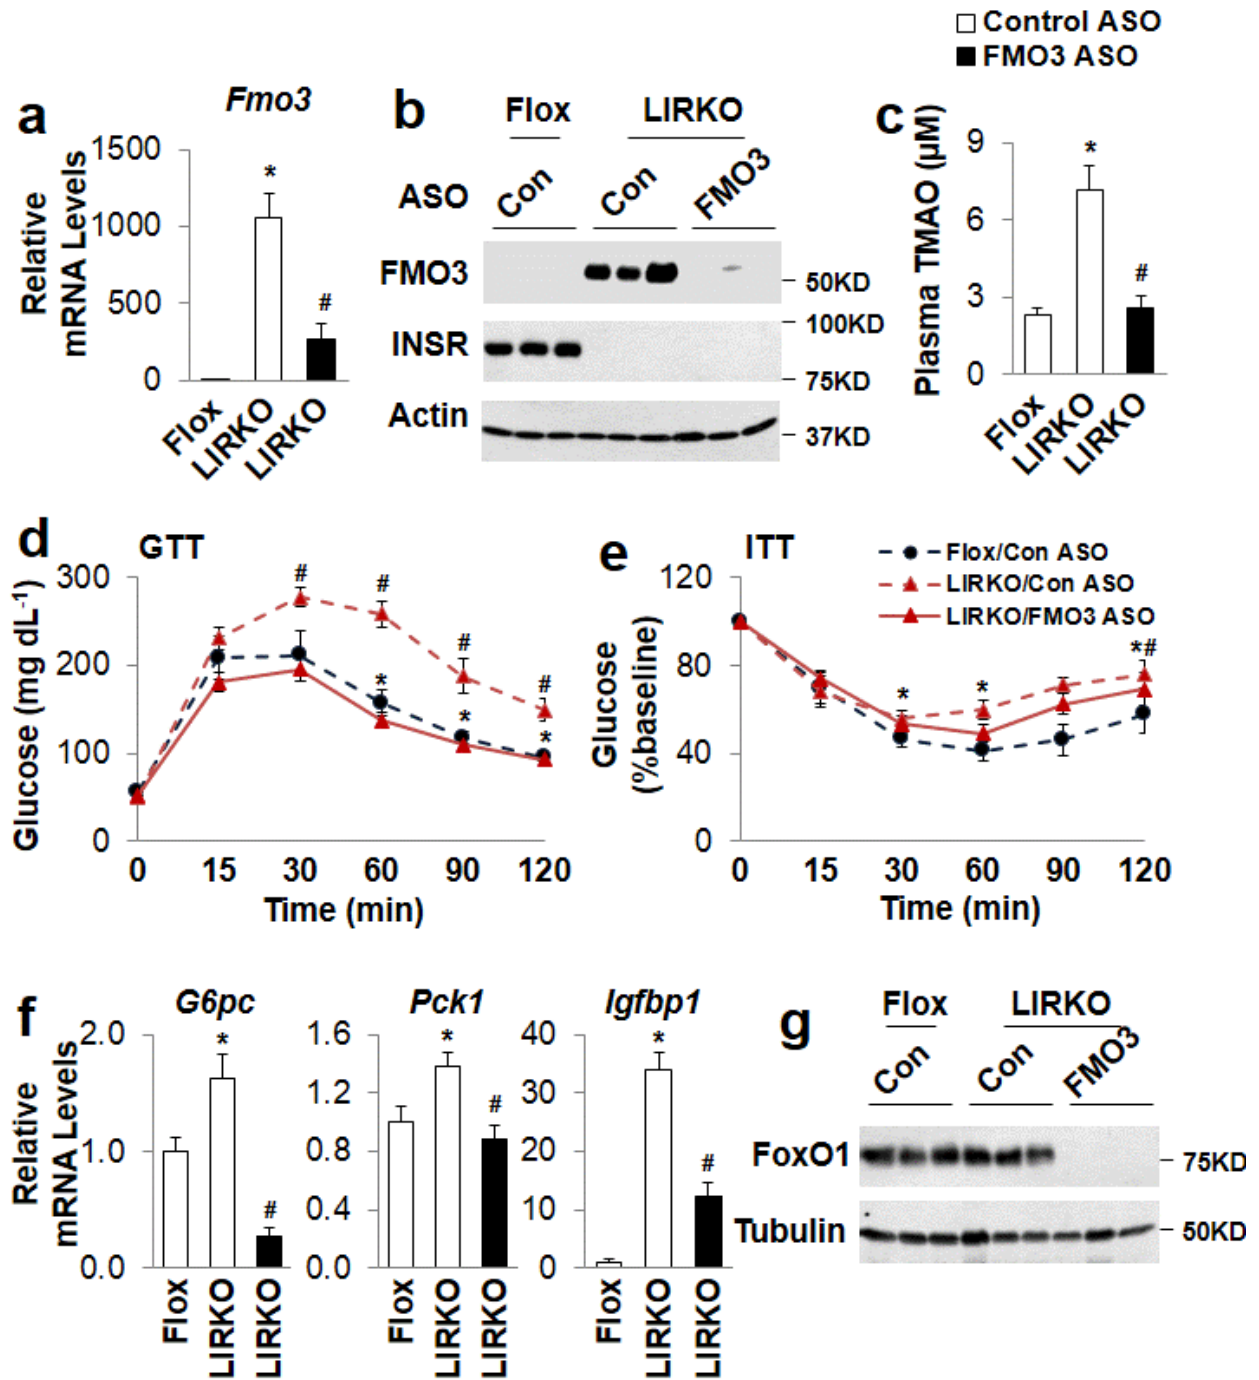 Control ASO
FMO3 ASO
a
Fmo3
Relative
mRNA Levels
1500
1000
500
0
*
#
Flox
LIRKO
LIRKO
b
Flox
LIRKO
ASO
Con
Con
FMO3
FMO3
50KD
INSR
100KD
75KD
Actin
37KD
c
Plasma TMAO (µM)
9
6
3
0
*
#
Flox
LIRKO
LIRKO
d
GTT
Glucose (mg dL-1)
300
200
100
0
#
#
#
#
*
*
*
0 15 30 60 90 120
Time (min)
e
ITT
Flox/Con ASO
LIRKO/Con ASO
LIRKO/FMO3 ASO
Glucose
(%baseline)
120
80
40
0
*
*
*#
0 15 30 60 90 120
Time (min)
f
Relative
mRNA Levels
G6pc
2.0
1.0
0.0
*
#
Flox
LIRKO
LIRKO
Pck1
1.6
1.2
0.8
0.4
0.0
*
#
Flox
LIRKO
LIRKO
Igfbp1
40
30
20
10
0
*
#
Flox
LIRKO
LIRKO
g
Flox
LIRKO
Con
Con
FMO3
FoxO1
75KD
Tubulin
50KD